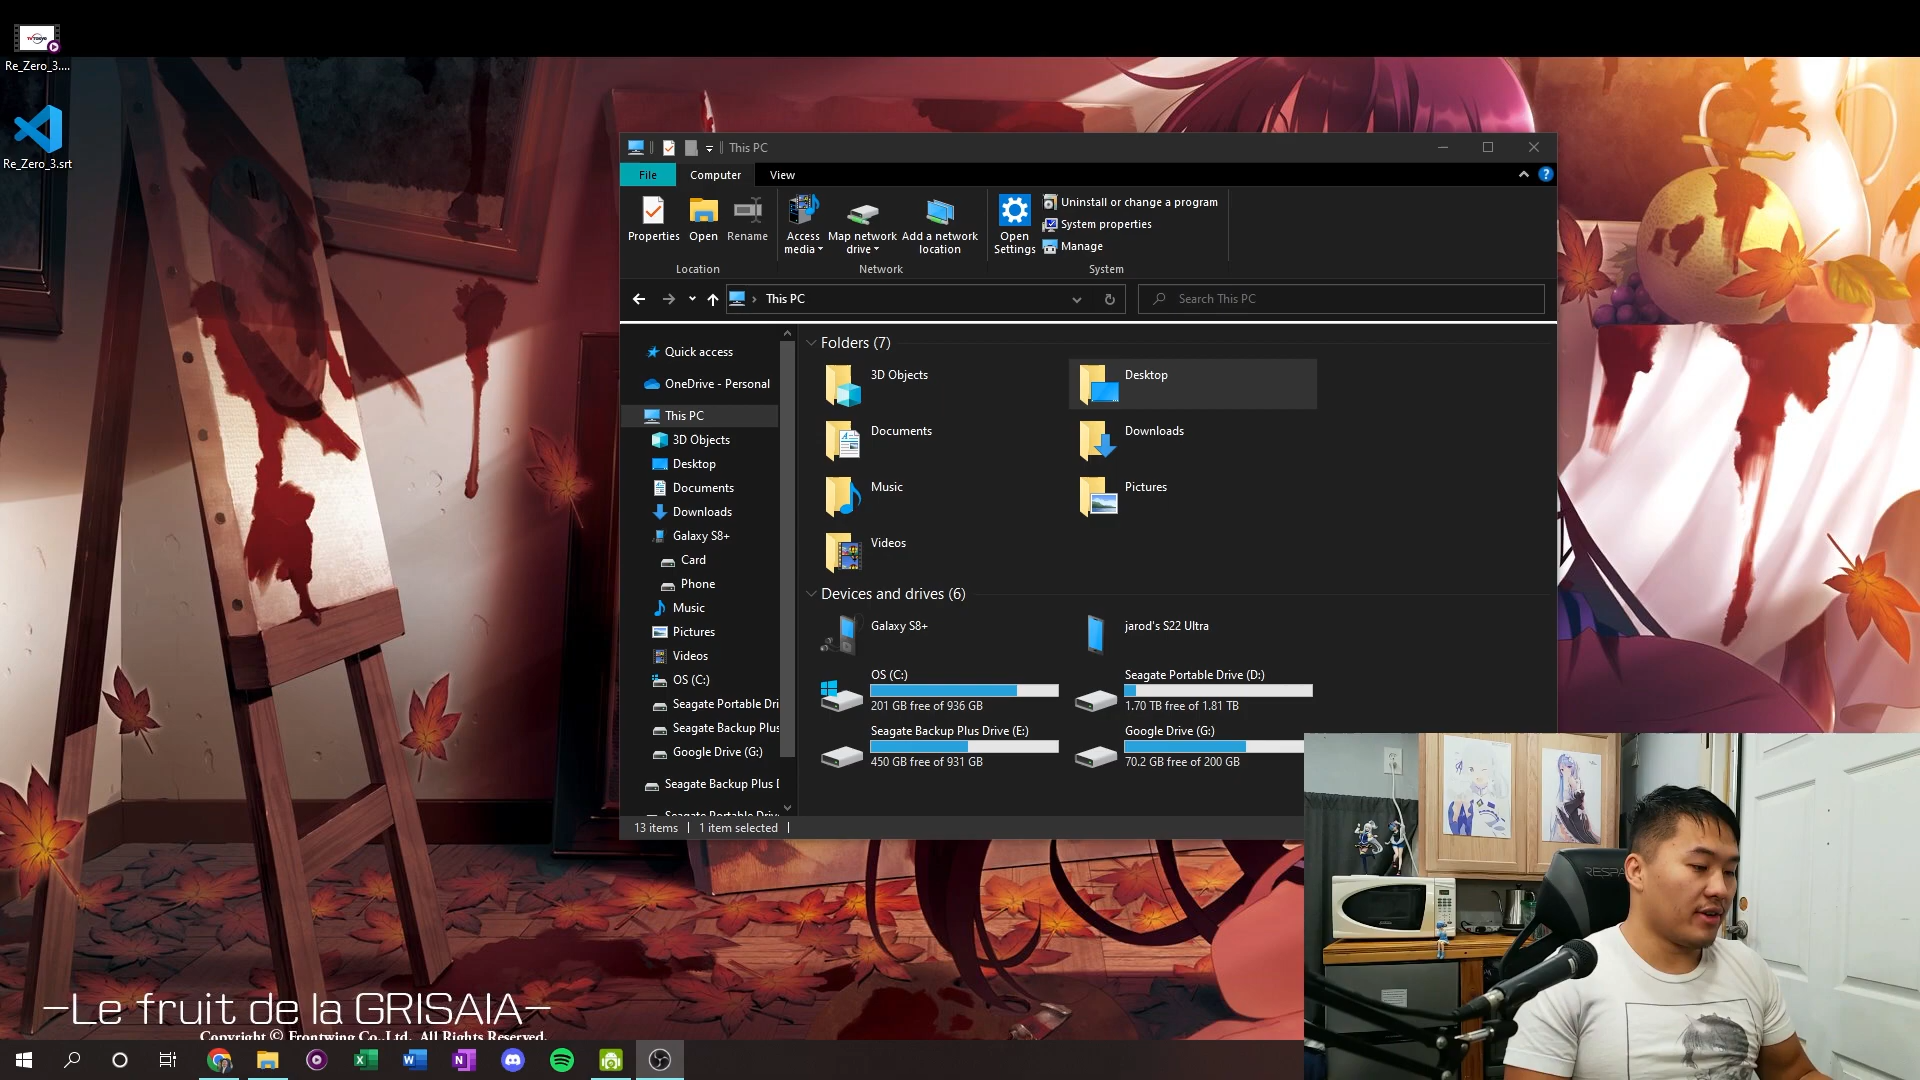 Re_Zero_3....
Re_Zero_3.srt
This PC
File
Computer
View
Properties
Open
Rename
Access media
Map network drive
Add a network location
Open Settings
Uninstall or change a program
System properties
Manage
Location
Network
System
This PC
Search This PC
Quick access
OneDrive - Personal
This PC
3D Objects
Desktop
Documents
Downloads
Galaxy S8+
Card
Phone
Music
Pictures
Videos
OS (C:)
Seagate Portable Dri
Seagate Backup Plus
Google Drive (G:)
Seagate Backup Plus
Folders (7)
3D Objects
Desktop
Documents
Downloads
Music
Pictures
Videos
Devices and drives (6)
Galaxy S8+
jarod's S22 Ultra
OS (C:)
201 GB free of 936 GB
Seagate Portable Drive (D:)
1.70 TB free of 1.81 TB
Seagate Backup Plus Drive (E:)
450 GB free of 931 GB
Google Drive (G:)
70.2 GB free of 200 GB
13 items
1 item selected
—Le fruit de la GRISAIA—
Copyright © Frontwing Co.,Ltd. All Rights Reserved.